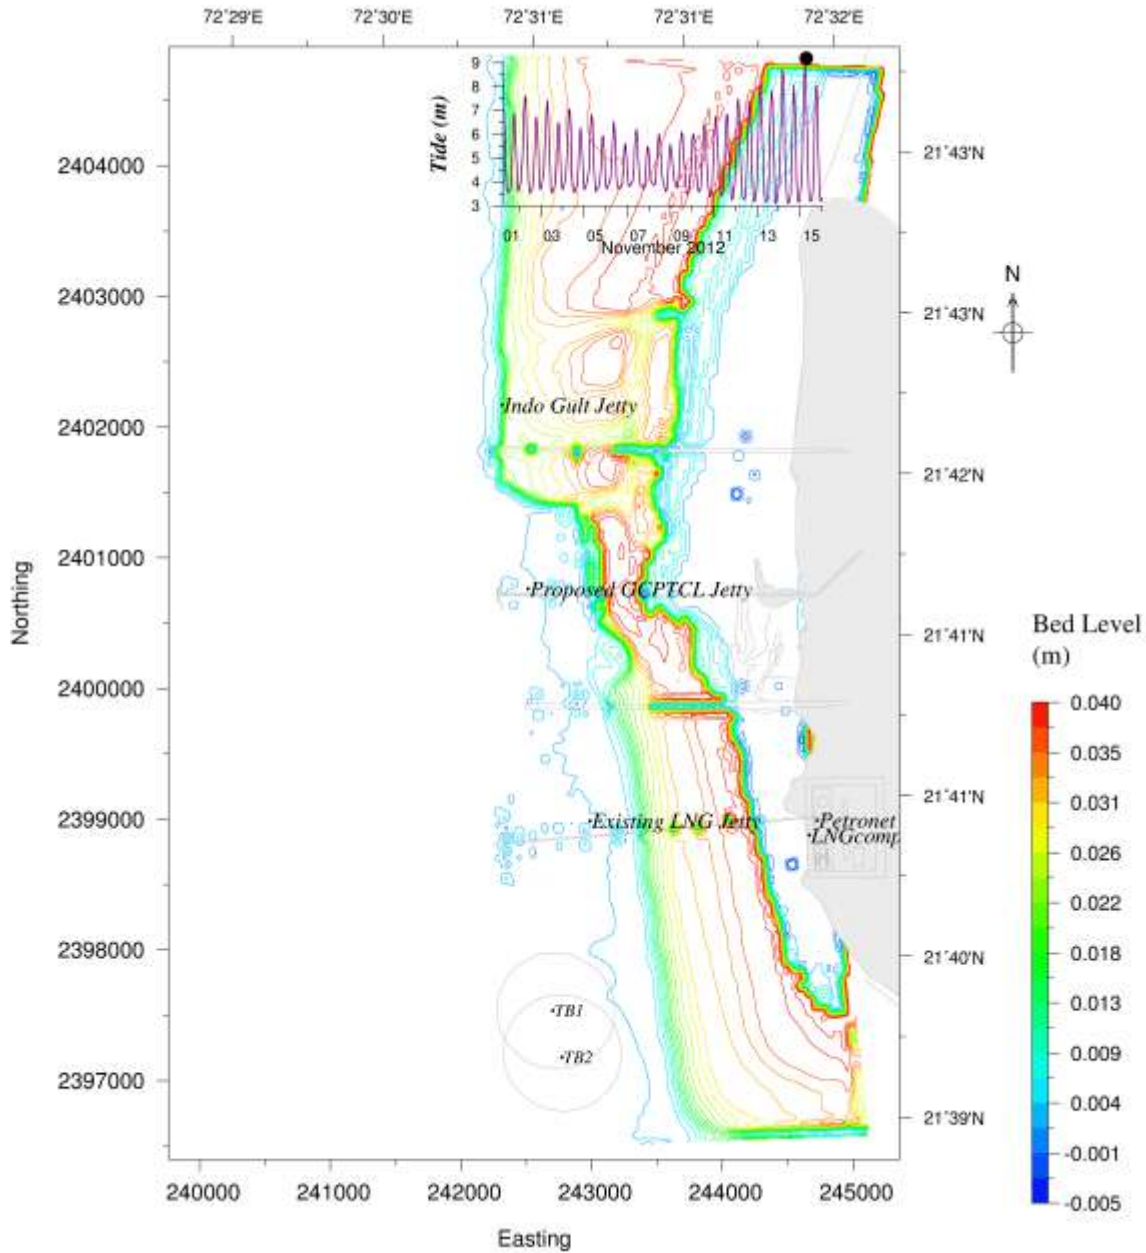 72°29'E 72°30'E 72°31'E 72°31'E 72°32'E
9
8
7
6
5
4
3
Tide (m)
01 03 05 07 09 11 13 15
November 2012
2404000
2403000
2402000
2401000
2400000
2399000
2398000
2397000
Northing
21°43'N
21°43'N
21°42'N
21°41'N
21°41'N
21°40'N
21°39'N
N
Indo Gult Jetty
Proposed GCPTCL Jetty
Existing LNG Jetty
Petronet
LNGcomp
TB1
TB2
240000 241000 242000 243000 244000 245000
Easting
Bed Level
(m)
0.040
0.035
0.031
0.026
0.022
0.018
0.013
0.009
0.004
-0.001
-0.005